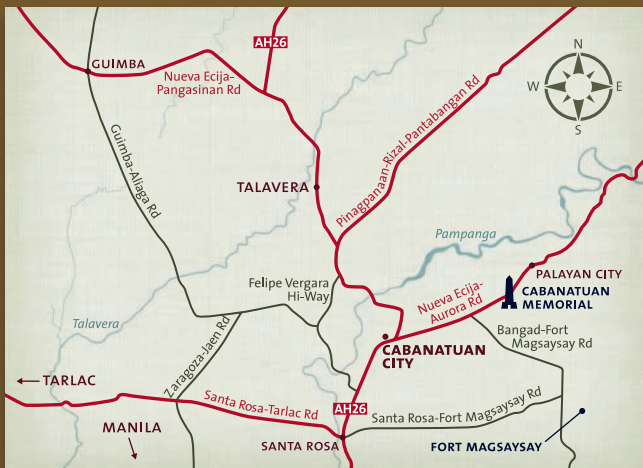 AH26
N
W E
S
GUIMBA
Nueva Ecija-
Pangasinan Rd
Guimba-Aliaga Rd
Pinagpanaan-Rizal-Pantabangan Rd
TALAVERA
Pampanga
PALAYAN CITY
CABANATUAN
MEMORIAL
Felipe Vergara
Hi-Way
Nueva Ecija-
Aurora Rd
Talavera
Bangad-Fort
Magsaysay Rd
Zaragoza-Jaen Rd
CABANATUAN
CITY
← TARLAC
Santa Rosa-Tarlac Rd
AH26
Santa Rosa-Fort Magsaysay Rd
MANILA
SANTA ROSA
FORT MAGSAYSAY